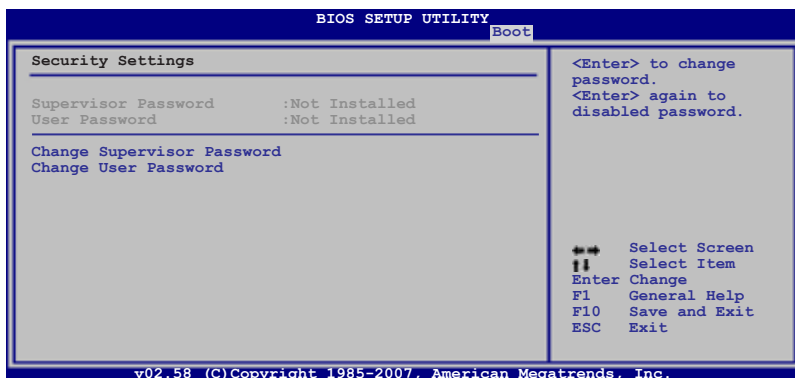 BIOS SETUP UTILITY
Boot
Security Settings
Supervisor Password :Not Installed
User Password :Not Installed
Change Supervisor Password
Change User Password
<Enter> to change
password.
<Enter> again to
disabled password.
←→ Select Screen
↑↓ Select Item
Enter Change
F1 General Help
F10 Save and Exit
ESC Exit
v02.58 (C)Copyright 1985-2007, American Megatrends, Inc.